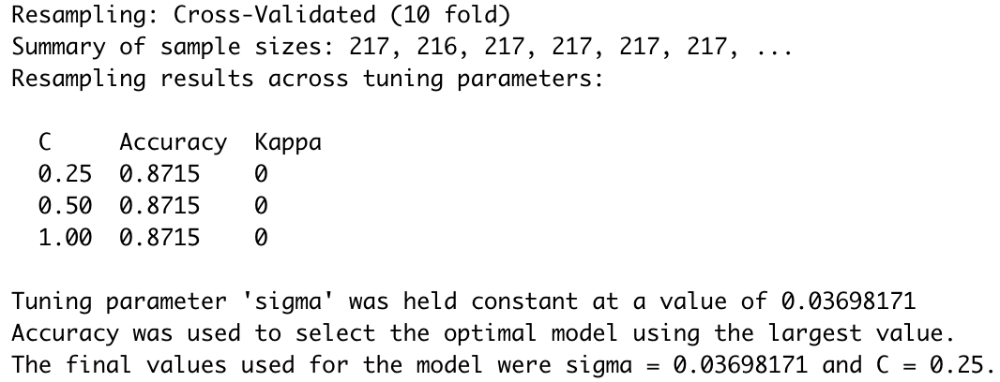 Resampling: Cross-Validated (10 fold)
Summary of sample sizes: 217, 216, 217, 217, 217, 217, ...
Resampling results across tuning parameters:

  C     Accuracy  Kappa
  0.25  0.8715    0
  0.50  0.8715    0
  1.00  0.8715    0

Tuning parameter 'sigma' was held constant at a value of 0.03698171
Accuracy was used to select the optimal model using the largest value.
The final values used for the model were sigma = 0.03698171 and C = 0.25.